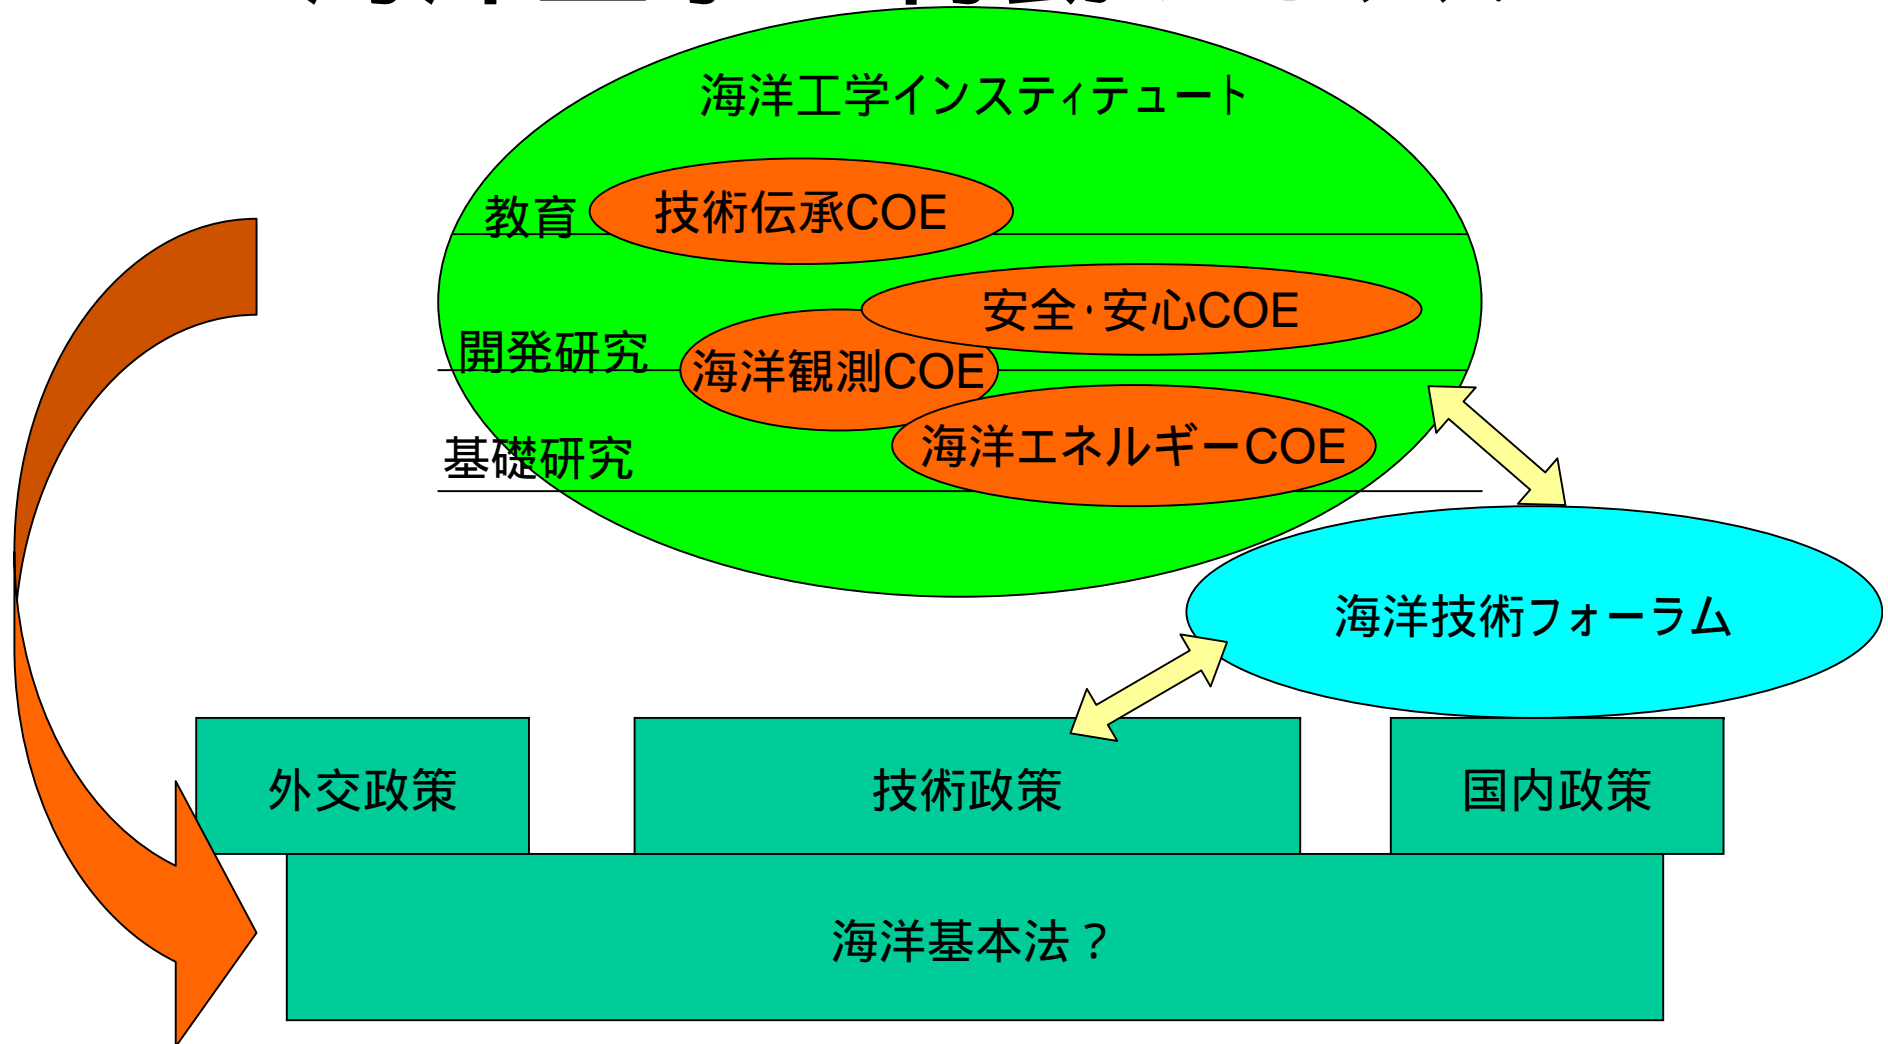 海洋工学インスティテュート
教育
技術伝承COE
安全・安心COE
開発研究
海洋観測COE
海洋エネルギーCOE
基礎研究
海洋技術フォーラム
外交政策
技術政策
国内政策
海洋基本法？